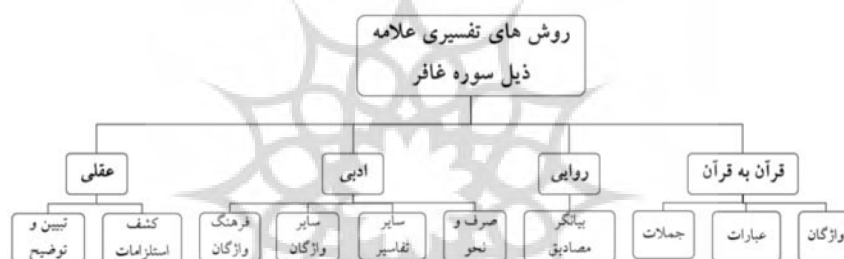 روش های تفسیری علامه
ذیل سوره غافر
قرآن به قرآن
روایی
ادبی
عقلی
واژگان
عبارات
جملات
بیانگر
مصادیق
صرف و
نحو
سایر
تفاسیر
سایر
واژگان
فرهنگ
واژگان
کشف
استلزامات
تبیین و
توضیح